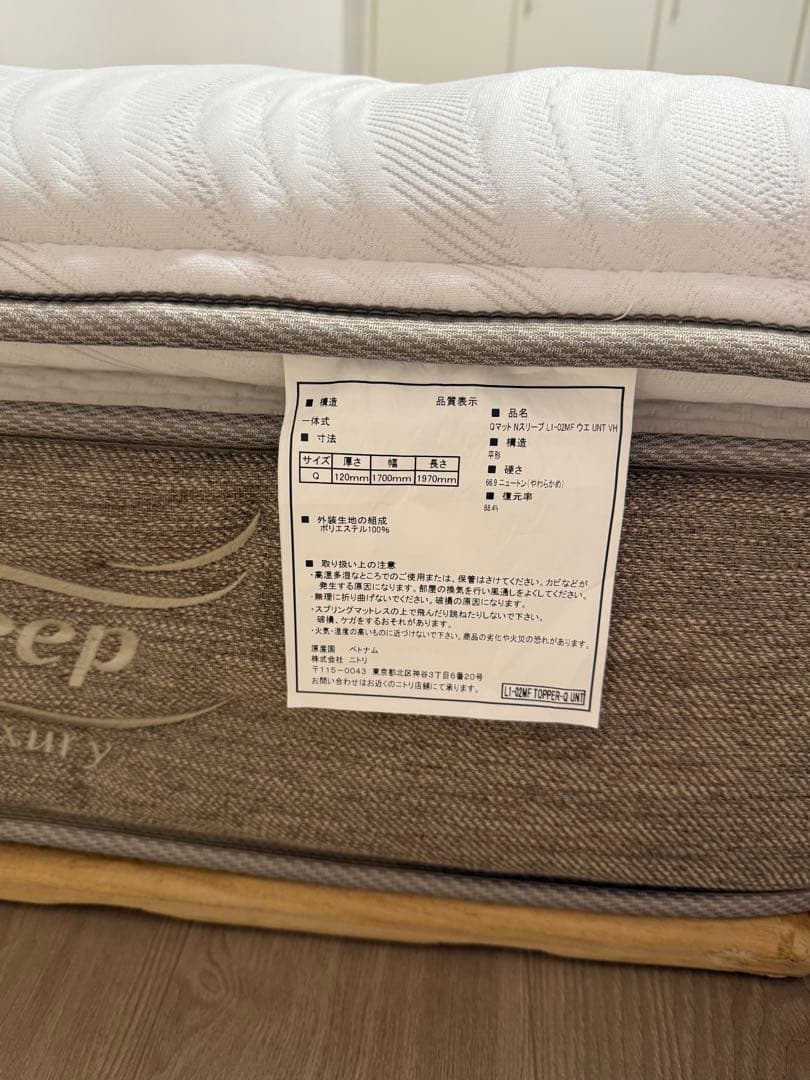 品質表示
■ 構造
一体式
■ 寸法
サイズ 厚さ 幅 長さ
Q 120mm 1700mm 1970mm
■ 外装生地の組成
ポリエステル100%
■ 品名
Qマット Nスリープ L1-02MF ウエ UNT VH
■ 構造
平形
■ 硬さ
66.9ニュートン(やわらかめ)
■ 復元率
88.4%
■ 取り扱い上の注意
・高温多湿なところでのご使用または、保管はさけてください。カビなどが
発生する原因になります。部屋の換気を行い風通しをよくしてください。
・無理に折り曲げないでください。破損の原因になります。
・スプリングマットレスの上で飛んだり跳ねたりしないで下さい。
破損、ケガをするおそれがあります。
・火気・温度の高いものに近づけないで下さい。商品の劣化や火災の恐れがあります。
原産国 ベトナム
株式会社 ニトリ
〒115-0043 東京都北区神谷3丁目6番20号
お問い合わせはお近くのニトリ店舗にて承ります。
L1-02MF TOPPER-Q UNT
eep
xury